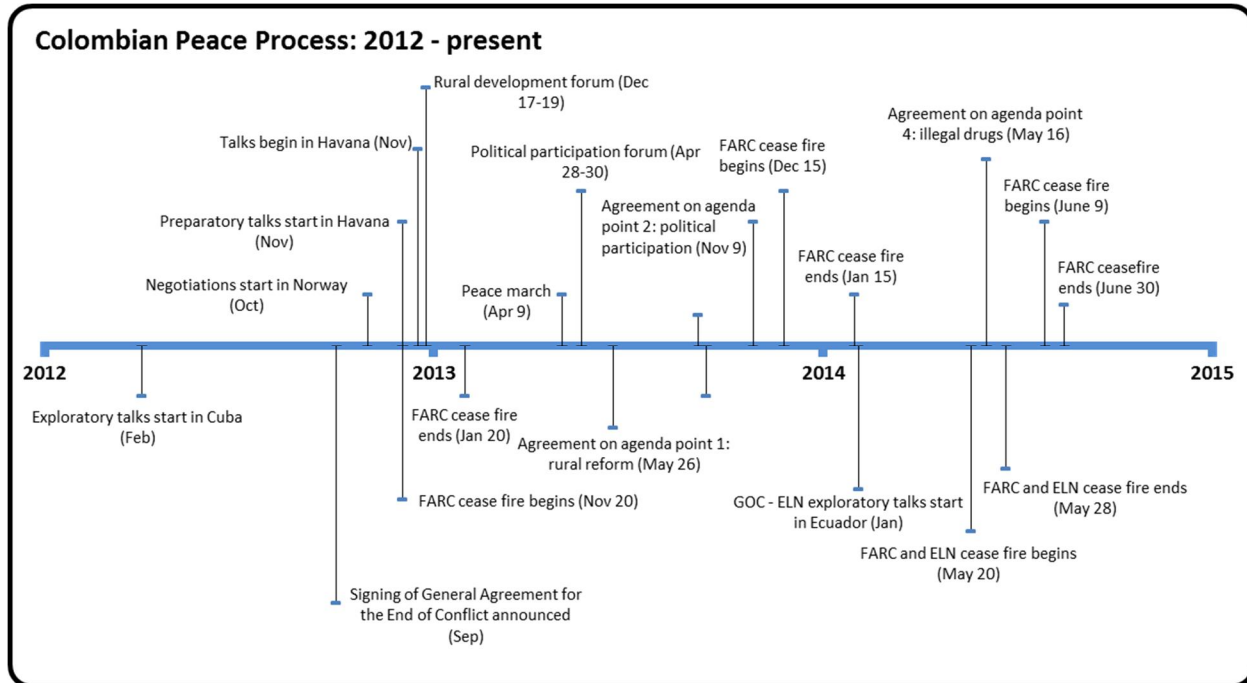 Colombian Peace Process: 2012 - present
Rural development forum (Dec
17-19)
Talks begin in Havana (Nov)
Preparatory talks start in Havana
(Nov)
Negotiations start in Norway
(Oct)
Political participation forum (Apr
28-30)
Peace march
(Apr 9)
Agreement on agenda
point 2: political
participation (Nov 9)
FARC cease fire
begins (Dec 15)
FARC cease fire
ends (Jan 15)
Agreement on agenda point
4: illegal drugs (May 16)
FARC cease fire
begins (June 9)
FARC ceasefire
ends (June 30)
2012
2013
2014
2015
Exploratory talks start in Cuba
(Feb)
FARC cease fire
ends (Jan 20)
Agreement on agenda point 1:
rural reform (May 26)
FARC cease fire begins (Nov 20)
Signing of General Agreement for
the End of Conflict announced
(Sep)
GOC - ELN exploratory talks start
in Ecuador (Jan)
FARC and ELN cease fire ends
(May 28)
FARC and ELN cease fire begins
(May 20)